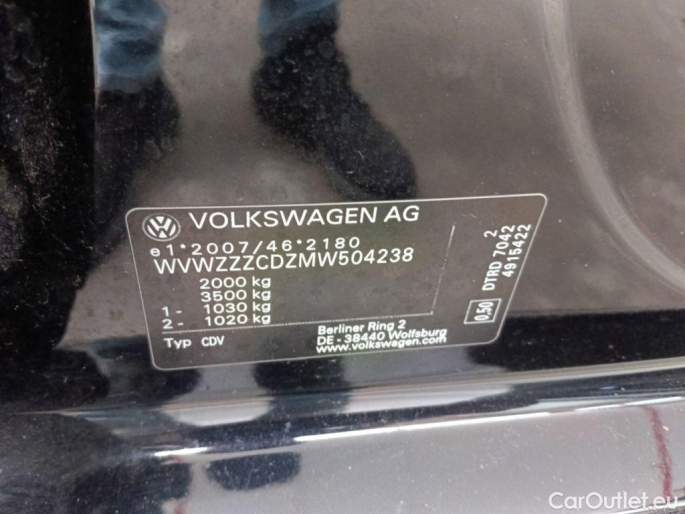 VOLKSWAGEN AG
e1*2007/46*2180
WVWZZZCDZMW504238
2000 kg
3500 kg
1- 1030 kg
2- 1020 kg
Typ CDV
Berliner Ring 2
DE - 38440 Wolfsburg
www.volkswagen.com
0.50
DTRD 7042 2
4915422
CarOutlet.eu